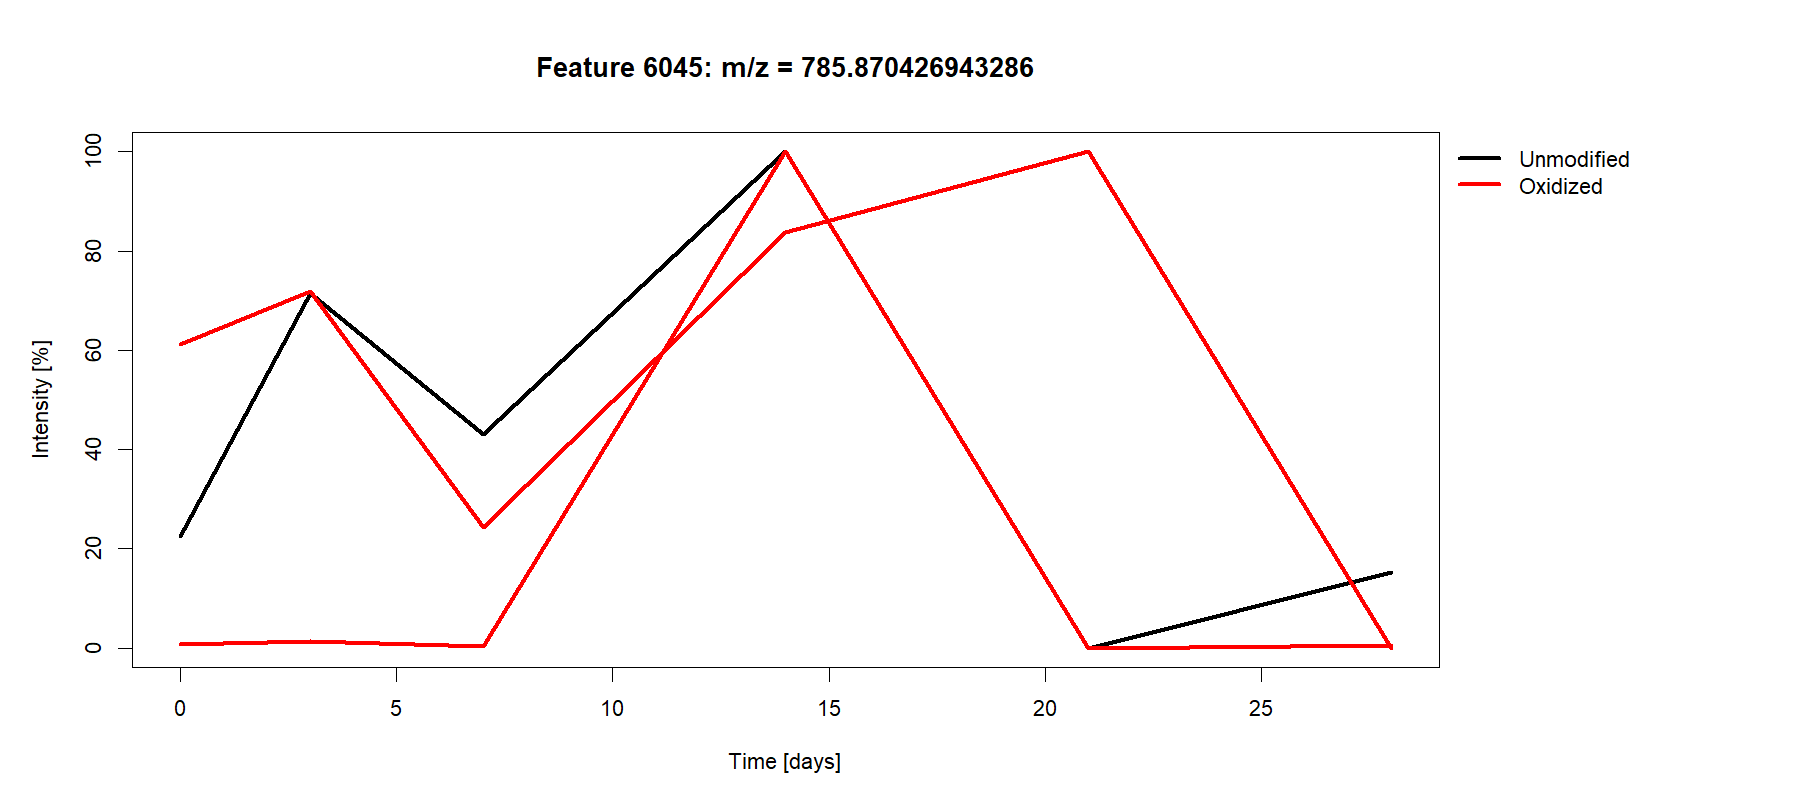 Feature 6045: m/z = 785.870426943286
Unmodified
Oxidized
Intensity [%]
100
80
60
40
20
0
0 5 10 15 20 25
Time [days]